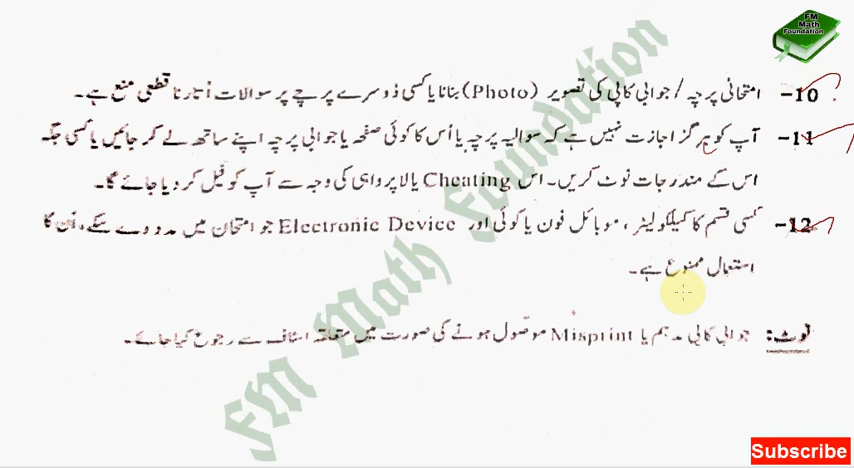 FM
Math
Foundation
10- امتحانی پرچہ / جوابی کاپی کی تصویر (Photo) بنانا یا کسی دوسرے پرچے پر سوالات اُتارنا قطعی منع ہے۔
11- آپ کو ہرگز اجازت نہیں ہے کہ سوالیہ پرچہ یا اُس کا کوئی صفحہ یا جوابی پرچہ اپنے ساتھ لے کر جائیں یا کسی جگہ
اس کے مندرجات نوٹ کریں۔ اس Cheating یا لاپرواہی کی وجہ سے آپ کو فیل کر دیا جائے گا۔
12- کسی قسم کا کیلکولیٹر، موبائل فون یا کوئی اور Electronic Device جو امتحان میں مدد دے سکے، اُن کا
استعمال ممنوع ہے۔
نوٹ: جوابی کاپی مدہم یا Misprint موصول ہونے کی صورت میں متعلقہ اسٹاف سے رجوع کیا جائے۔
FM Math Foundation
Subscribe